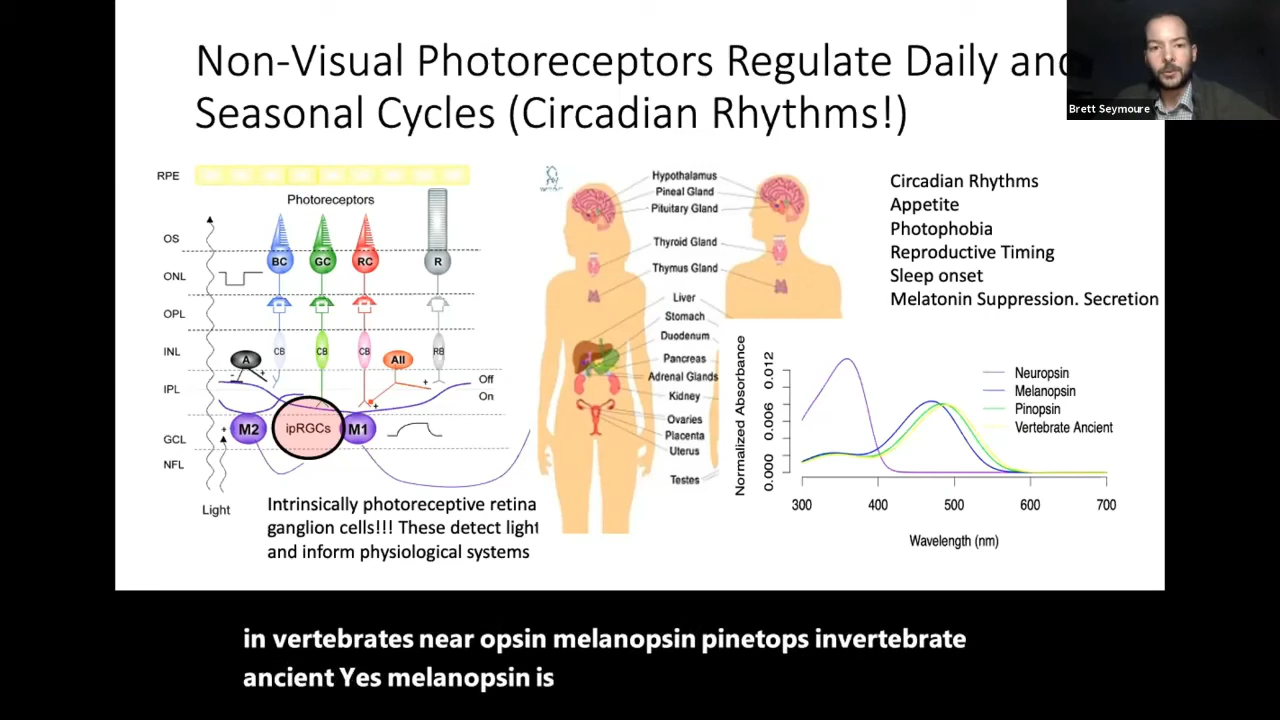 Non-Visual Photoreceptors Regulate Daily and
Seasonal Cycles (Circadian Rhythms!)
Brett Seymoure
RPE
Photoreceptors
OS
BC
GC
RC
R
ONL
OPL
INL
CB
CB
CB
RB
A
AII
-
+
+
+
IPL
Off
On
+
M2
ipRGCs
M1
GCL
NFL
Light
Intrinsically photoreceptive retina
ganglion cells!!! These detect light
and inform physiological systems
Hypothalamus
Pineal Gland
Pituitary Gland
Thyroid Gland
Thymus Gland
Liver
Stomach
Duodenum
Pancreas
Adrenal Glands
Kidney
Ovaries
Placenta
Uterus
Testes
Circadian Rhythms
Appetite
Photophobia
Reproductive Timing
Sleep onset
Melatonin Suppression. Secretion
Normalized Absorbance
0.012
0.006
0.000
Neuropsin
Melanopsin
Pinopsin
Vertebrate Ancient
300 400 500 600 700
Wavelength (nm)
in vertebrates near opsin melanopsin pinetops invertebrate
ancient Yes melanopsin is